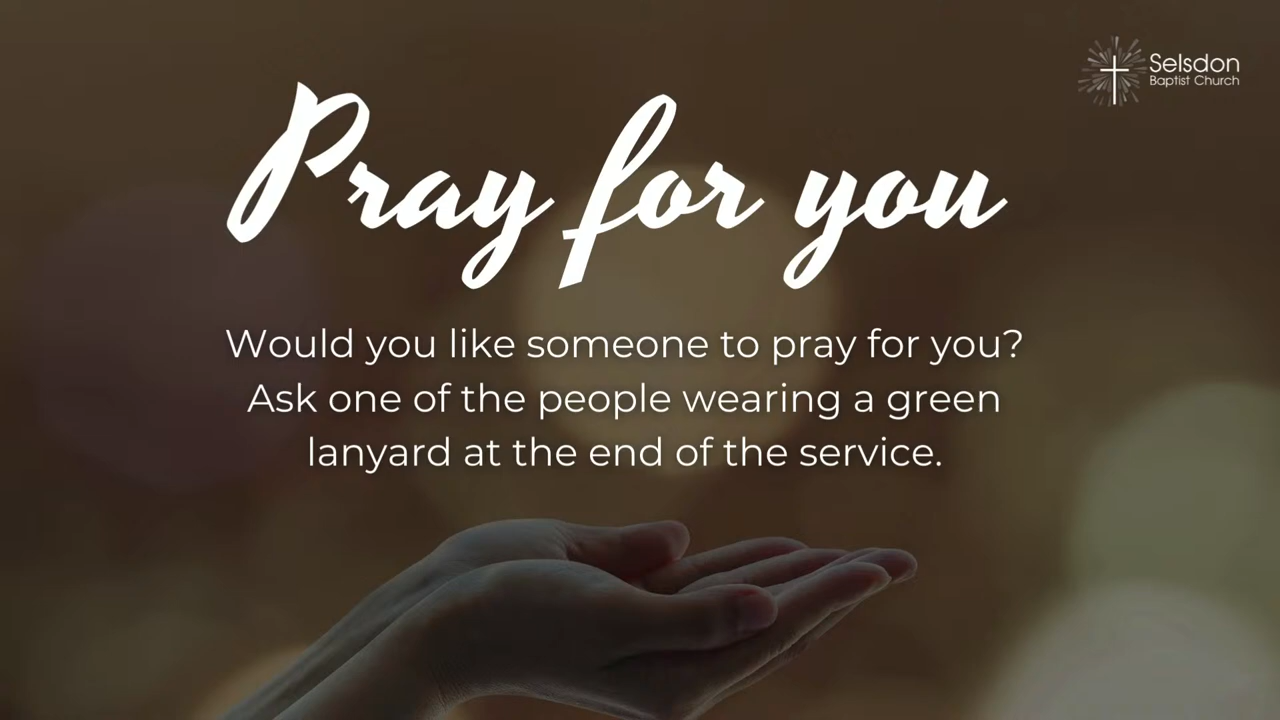 Selsdon
Baptist Church
Pray for you
Would you like someone to pray for you?
Ask one of the people wearing a green
lanyard at the end of the service.